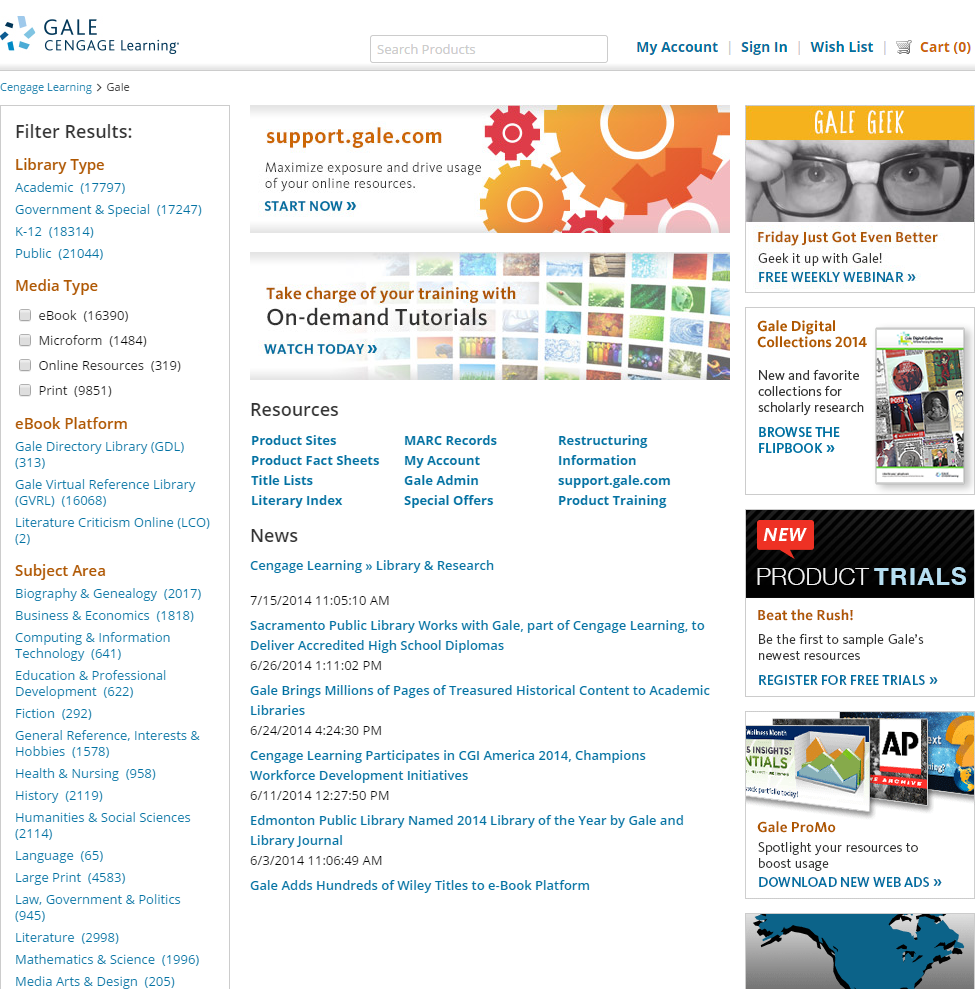 GALE
CENGAGE Learning
Search Products
My Account | Sign In | Wish List | Cart (0)
Cengage Learning > Gale
Filter Results:
Library Type
Academic (17797)
Government & Special (17247)
K-12 (18314)
Public (21044)
Media Type
eBook (16390)
Microform (1484)
Online Resources (319)
Print (9851)
eBook Platform
Gale Directory Library (GDL)
(313)
Gale Virtual Reference Library
(GVRL) (16068)
Literature Criticism Online (LCO)
(2)
Subject Area
Biography & Genealogy (2017)
Business & Economics (1818)
Computing & Information
Technology (641)
Education & Professional
Development (622)
Fiction (292)
General Reference, Interests &
Hobbies (1578)
Health & Nursing (958)
History (2119)
Humanities & Social Sciences
(2114)
Language (65)
Large Print (4583)
Law, Government & Politics
(945)
Literature (2998)
Mathematics & Science (1996)
Media Arts & Design (205)
support.gale.com
Maximize exposure and drive usage
of your online resources.
START NOW »
Take charge of your training with
On-demand Tutorials
WATCH TODAY »
Resources
Product Sites
Product Fact Sheets
Title Lists
Literary Index
MARC Records
My Account
Gale Admin
Special Offers
Restructuring
Information
support.gale.com
Product Training
News
Cengage Learning » Library & Research
7/15/2014 11:05:10 AM
Sacramento Public Library Works with Gale, part of Cengage Learning, to
Deliver Accredited High School Diplomas
6/26/2014 1:11:02 PM
Gale Brings Millions of Pages of Treasured Historical Content to Academic
Libraries
6/24/2014 4:24:30 PM
Cengage Learning Participates in CGI America 2014, Champions
Workforce Development Initiatives
6/11/2014 12:27:50 PM
Edmonton Public Library Named 2014 Library of the Year by Gale and
Library Journal
6/3/2014 11:06:49 AM
Gale Adds Hundreds of Wiley Titles to e-Book Platform
GALE GEEK
Friday Just Got Even Better
Geek it up with Gale!
FREE WEEKLY WEBINAR »
Gale Digital
Collections 2014
New and favorite
collections for
scholarly research
BROWSE THE
FLIPBOOK »
Gale Digital Collections
POST
NEW
PRODUCT TRIALS
Beat the Rush!
Be the first to sample Gale's
newest resources
REGISTER FOR FREE TRIALS »
Wellness Month
S INSIGHTS:
NTIALS
ck portfolio today!
AP
WS ARCHIVE
ext
ning?
Gale ProMo
Spotlight your resources to
boost usage
DOWNLOAD NEW WEB ADS »